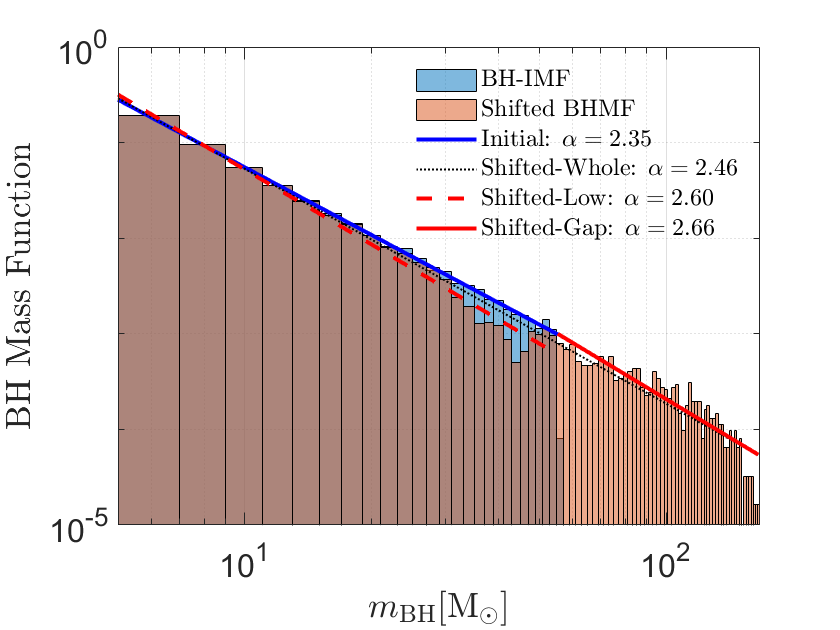 10^0
BH-IMF
Shifted BHMF
Initial: α = 2.35
Shifted-Whole: α = 2.46
Shifted-Low: α = 2.60
Shifted-Gap: α = 2.66
BH Mass Function
10^-5
10^1
10^2
m_BH[M_⊙]